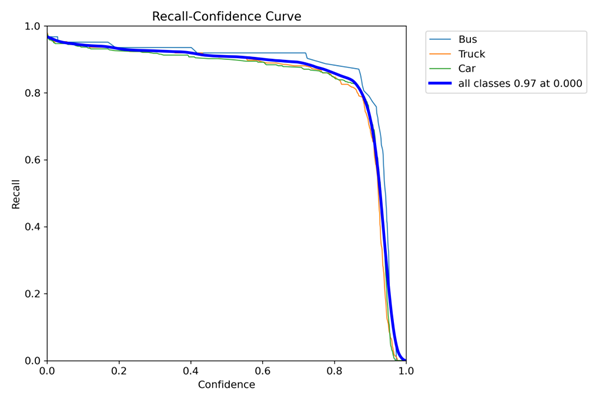 Recall-Confidence Curve
Bus
Truck
Car
all classes 0.97 at 0.000
1.0
0.8
0.6
0.4
0.2
0.0
Recall
0.0 0.2 0.4 0.6 0.8 1.0
Confidence